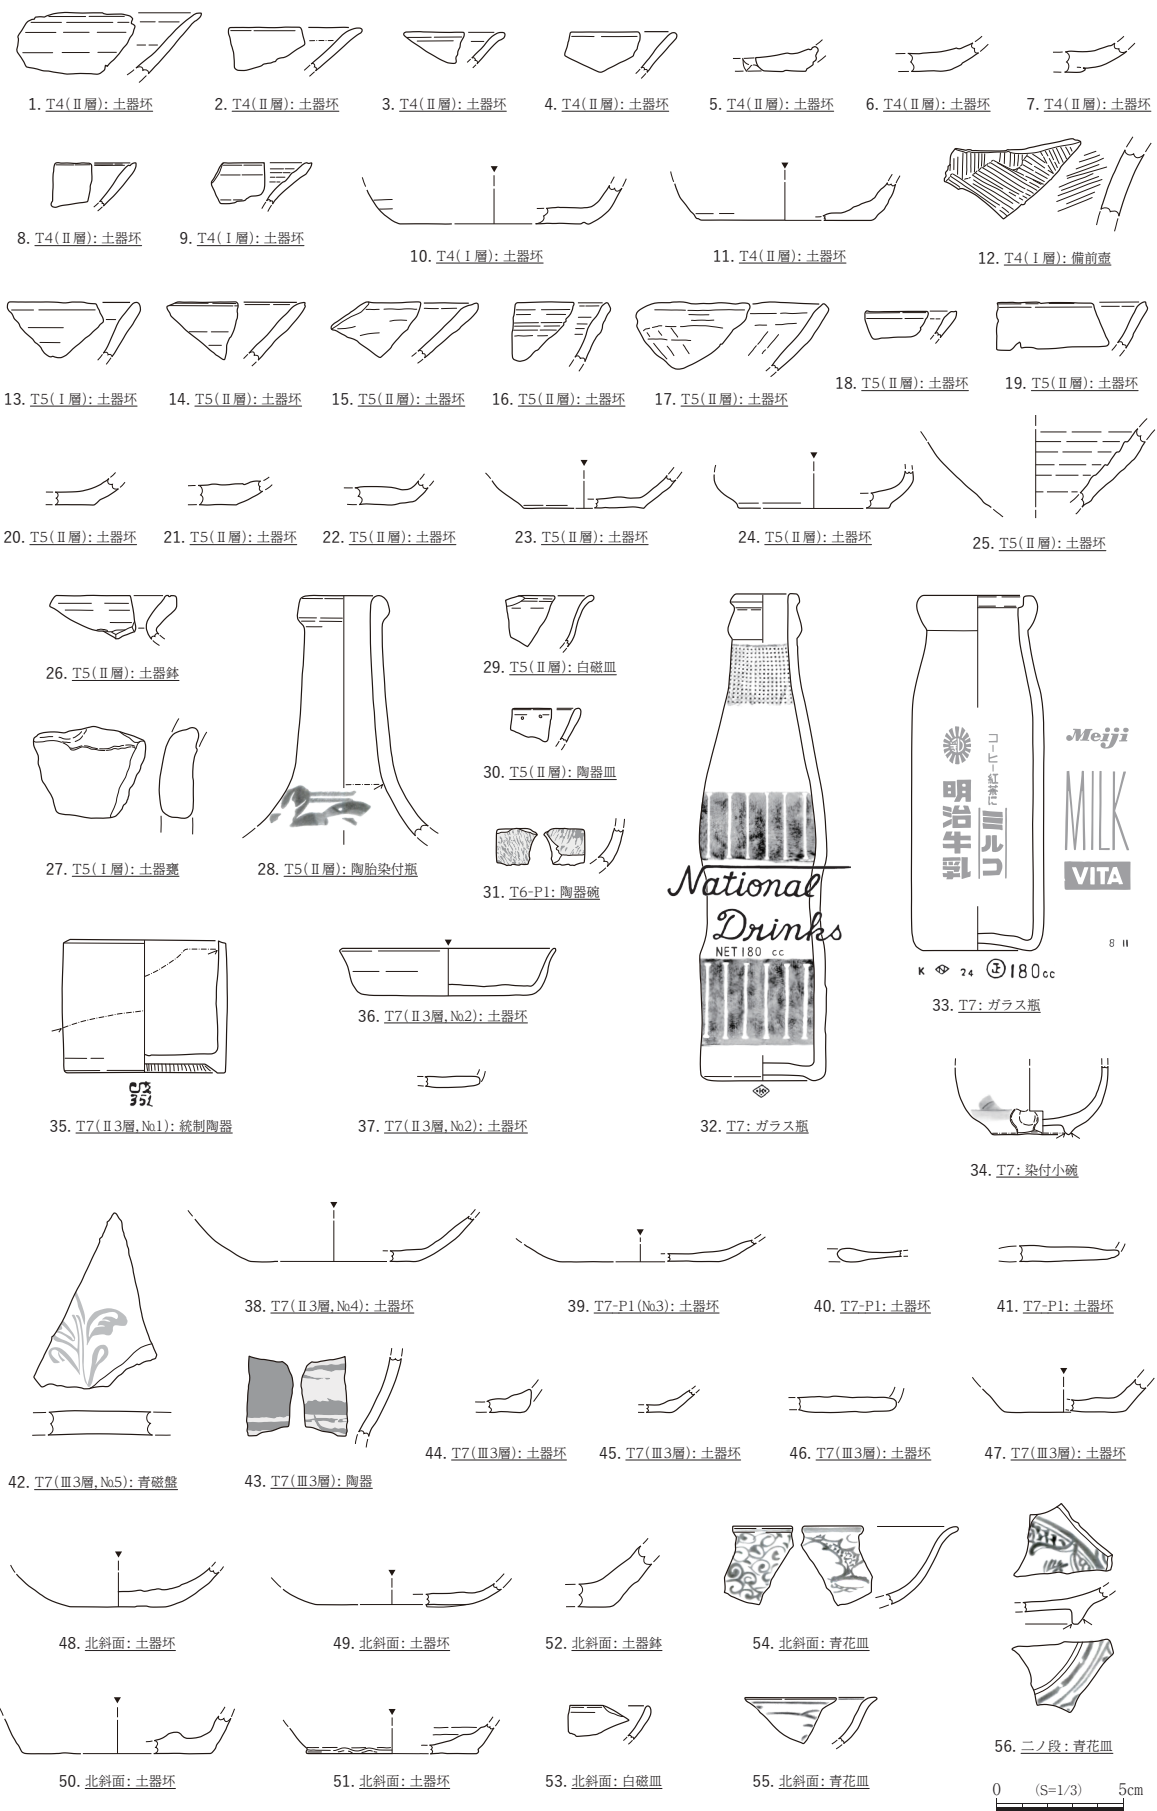 1. T4(Ⅱ層): 土器坏
2. T4(Ⅱ層): 土器坏
3. T4(Ⅱ層): 土器坏
4. T4(Ⅱ層): 土器坏
5. T4(Ⅱ層): 土器坏
6. T4(Ⅱ層): 土器坏
7. T4(Ⅱ層): 土器坏
8. T4(Ⅱ層): 土器坏
9. T4(Ⅰ層): 土器坏
10. T4(Ⅰ層): 土器坏
11. T4(Ⅱ層): 土器坏
12. T4(Ⅰ層): 備前壺
13. T5(Ⅰ層): 土器坏
14. T5(Ⅱ層): 土器坏
15. T5(Ⅱ層): 土器坏
16. T5(Ⅱ層): 土器坏
17. T5(Ⅱ層): 土器坏
18. T5(Ⅱ層): 土器坏
19. T5(Ⅱ層): 土器坏
20. T5(Ⅱ層): 土器坏
21. T5(Ⅱ層): 土器坏
22. T5(Ⅱ層): 土器坏
23. T5(Ⅱ層): 土器坏
24. T5(Ⅱ層): 土器坏
25. T5(Ⅱ層): 土器坏
26. T5(Ⅱ層): 土器鉢
27. T5(Ⅰ層): 土器甕
28. T5(Ⅱ層): 陶胎染付瓶
29. T5(Ⅱ層): 白磁皿
30. T5(Ⅱ層): 陶器皿
31. T6-P1: 陶器碗
National
Drinks
NET180 cc
32. T7: ガラス瓶
コーヒー紅茶に
ミルク
明治牛乳
Meiji
MILK
VITA
8 11
K N 24 正180cc
33. T7: ガラス瓶
34. T7: 染付小碗
35. T7(Ⅱ3層, №1): 統制陶器
36. T7(Ⅱ3層, №2): 土器坏
37. T7(Ⅱ3層, №2): 土器坏
38. T7(Ⅱ3層, №4): 土器坏
39. T7-P1(№3): 土器坏
40. T7-P1: 土器坏
41. T7-P1: 土器坏
42. T7(Ⅲ3層, №5): 青磁盤
43. T7(Ⅲ3層): 陶器
44. T7(Ⅲ3層): 土器坏
45. T7(Ⅲ3層): 土器坏
46. T7(Ⅲ3層): 土器坏
47. T7(Ⅲ3層): 土器坏
48. 北斜面: 土器坏
49. 北斜面: 土器坏
52. 北斜面: 土器鉢
54. 北斜面: 青花皿
50. 北斜面: 土器坏
51. 北斜面: 土器坏
53. 北斜面: 白磁皿
55. 北斜面: 青花皿
56. 二ノ段: 青花皿
0 (S=1/3) 5cm